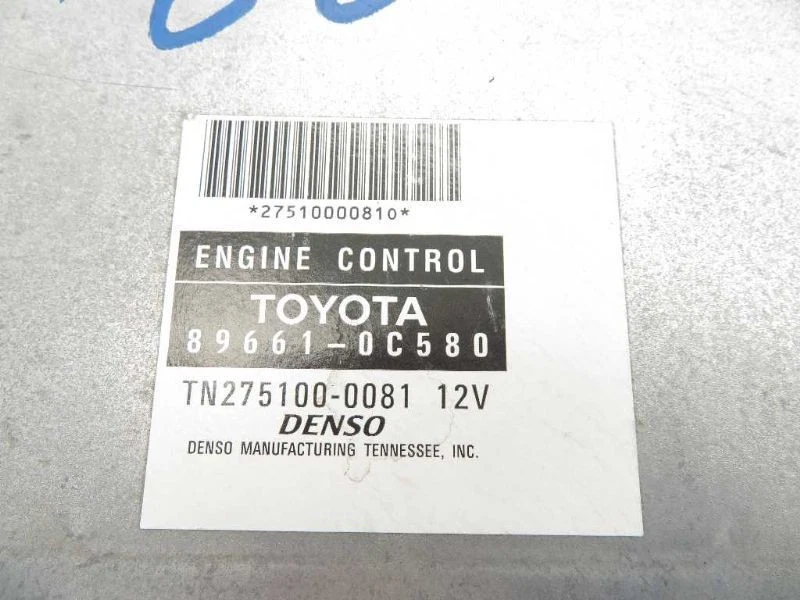 *27510000810*
ENGINE CONTROL
TOYOTA
89661-0C580
TN275100-0081 12V
DENSO
DENSO MANUFACTURING TENNESSEE, INC.